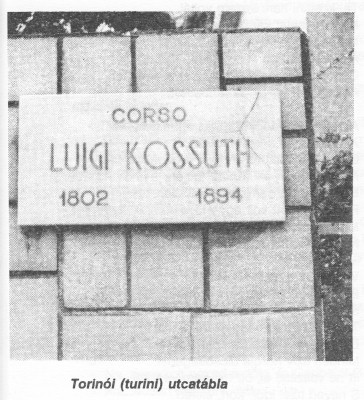 CORSO
LUIGI KOSSUTH
1802 1894
Torinói (turini) utcatábla